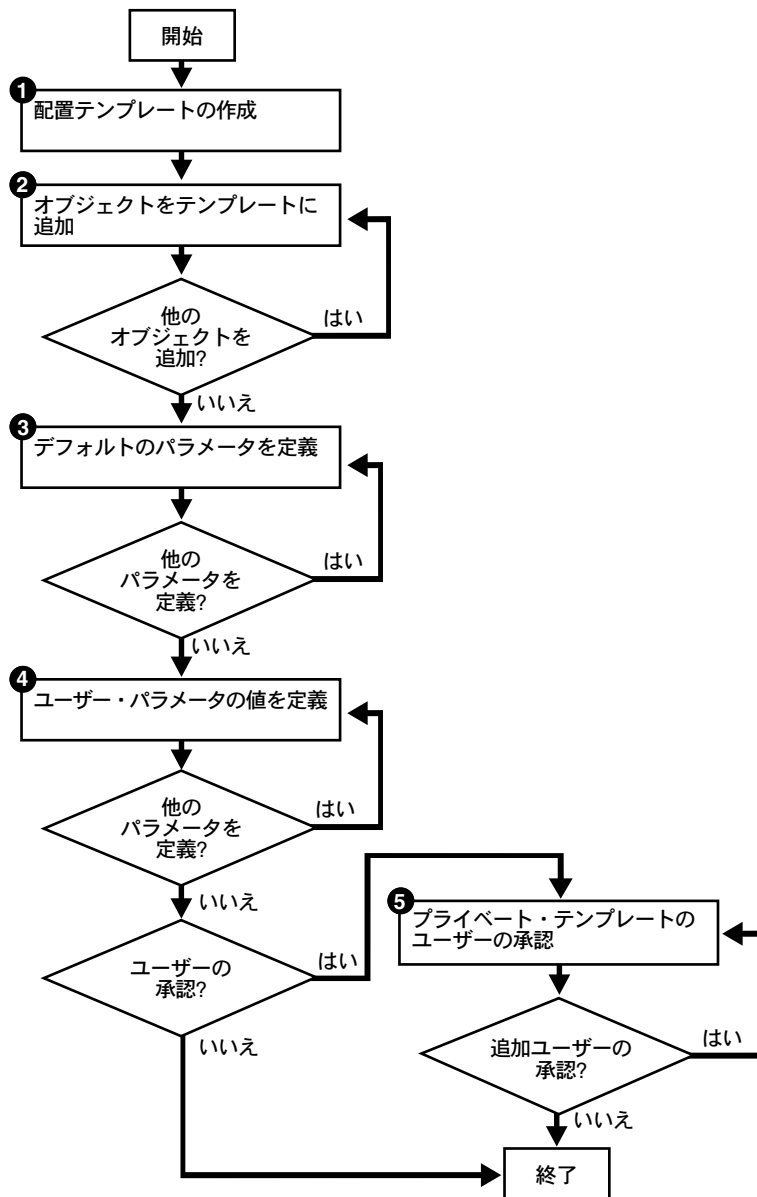 開始
1
配置テンプレートの作成
2
オブジェクトをテンプレートに
追加
他の
オブジェクトを
追加?
はい
いいえ
3
デフォルトのパラメータを定義
他の
パラメータを
定義?
はい
いいえ
4
ユーザー・パラメータの値を定義
他の
パラメータを
定義?
はい
いいえ
ユーザーの
承認?
はい
いいえ
5
プライベート・テンプレートの
ユーザーの承認
追加ユーザーの
承認?
はい
いいえ
終了